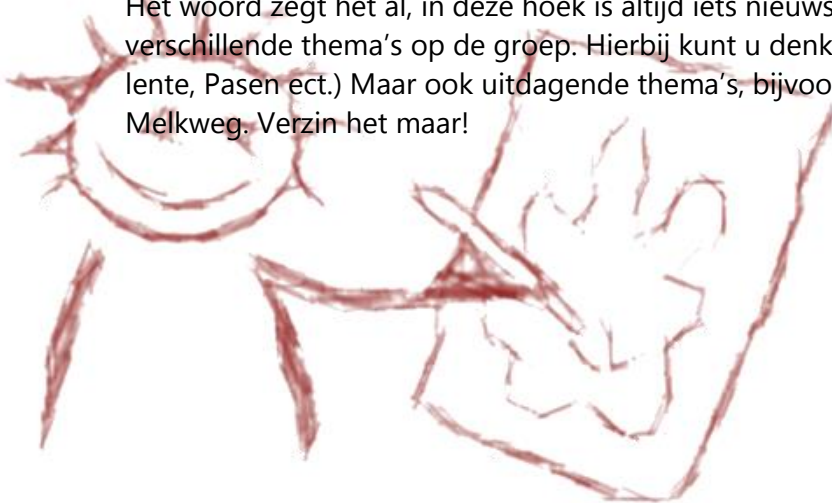 Het woord zegt het al, in deze hoek is altijd iets nieuws
verschillende thema's op de groep. Hierbij kunt u denk
lente, Pasen ect.) Maar ook uitdagende thema's, bijvoo
Melkweg. Verzin het maar!